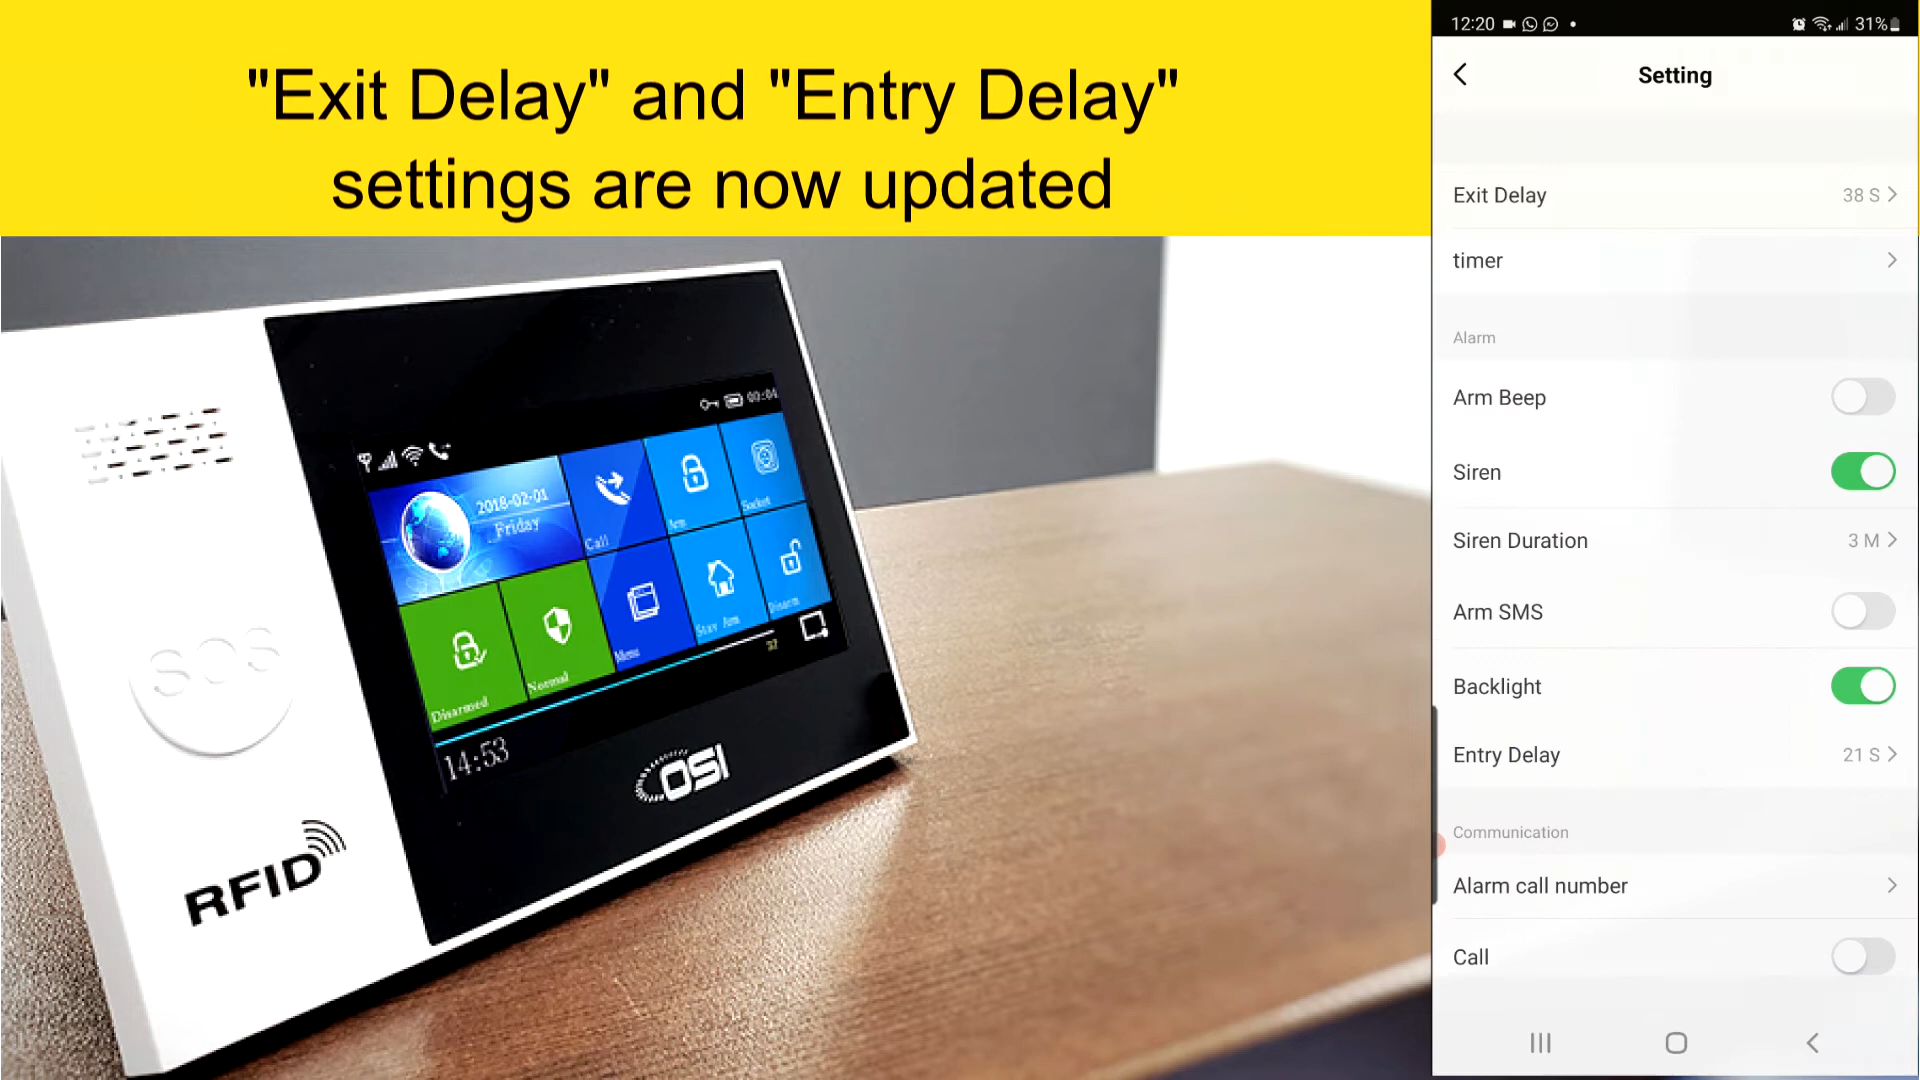 "Exit Delay" and "Entry Delay"
settings are now updated
12:20
31%
Setting
Exit Delay
38 S
timer
Alarm
Arm Beep
Siren
Siren Duration
3 M
Arm SMS
Backlight
Entry Delay
21 S
Communication
Alarm call number
Call
2018-02-01
Friday
Call
Arm
Socket
Disarmed
Normal
Menu
Stay Arm
Disarm
14:53
OSI
SOS
RFID